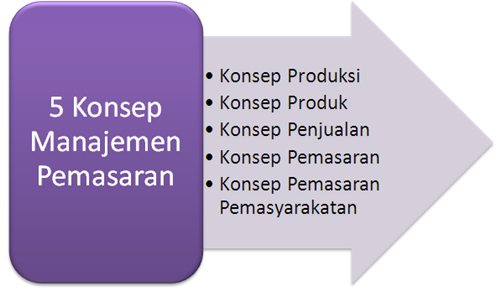 5 Konsep
Manajemen
Pemasaran
• Konsep Produksi
• Konsep Produk
• Konsep Penjualan
• Konsep Pemasaran
• Konsep Pemasaran
Pemasyarakatan